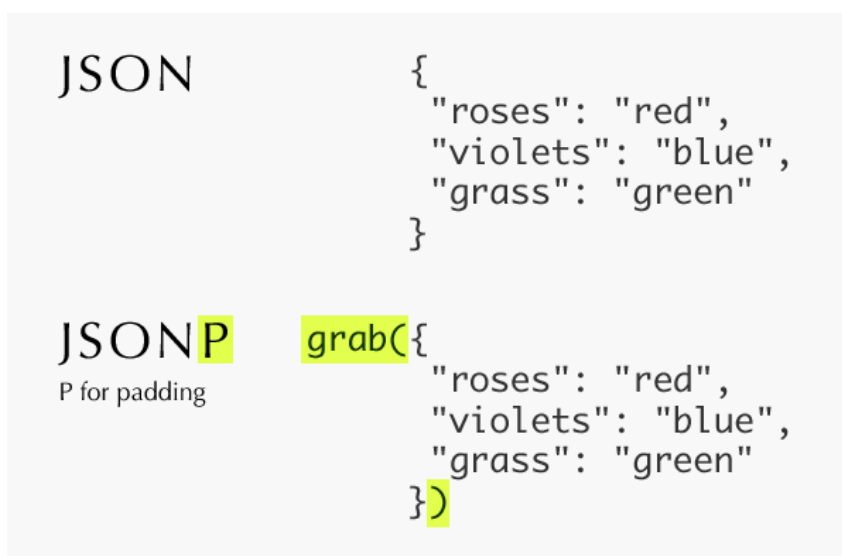 JSON
{
"roses": "red",
"violets": "blue",
"grass": "green"
}
JSONP
P for padding
grab({
"roses": "red",
"violets": "blue",
"grass": "green"
})